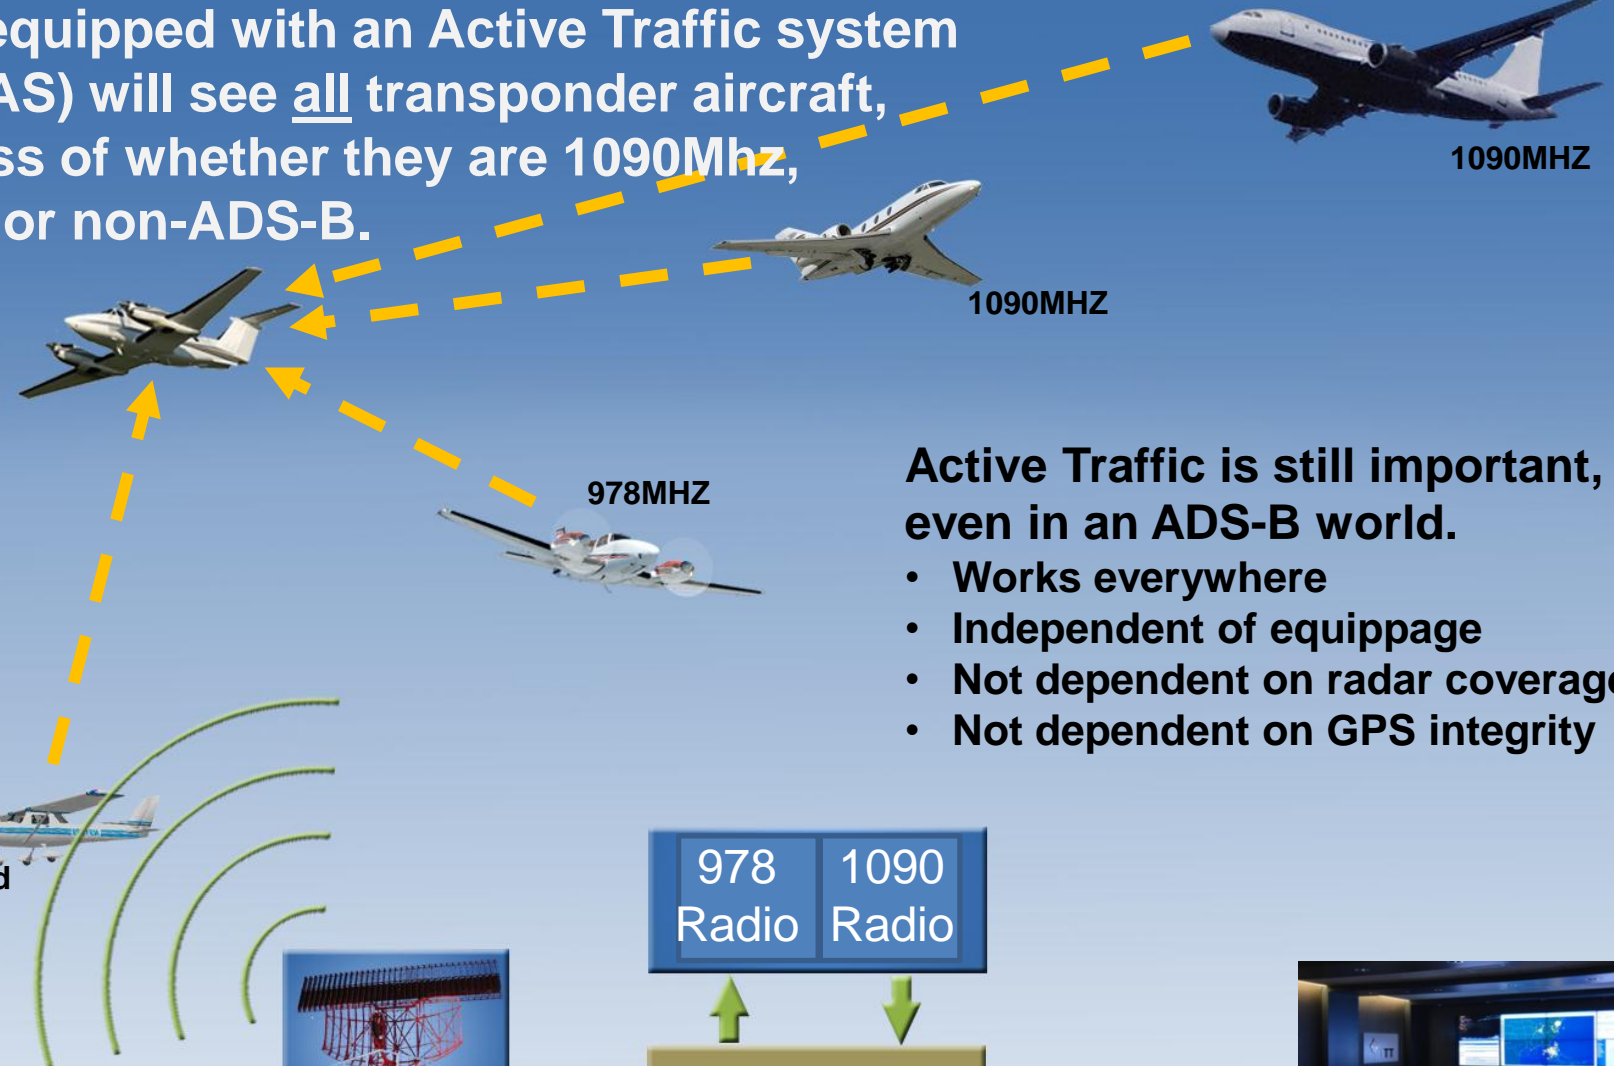 equipped with an Active Traffic system
AS) will see all transponder aircraft,
ss of whether they are 1090Mhz,
or non-ADS-B.
1090MHZ
1090MHZ
978MHZ
Active Traffic is still important,
even in an ADS-B world.
• Works everywhere
• Independent of equippage
• Not dependent on radar coverage
• Not dependent on GPS integrity
d
978 Radio
1090 Radio